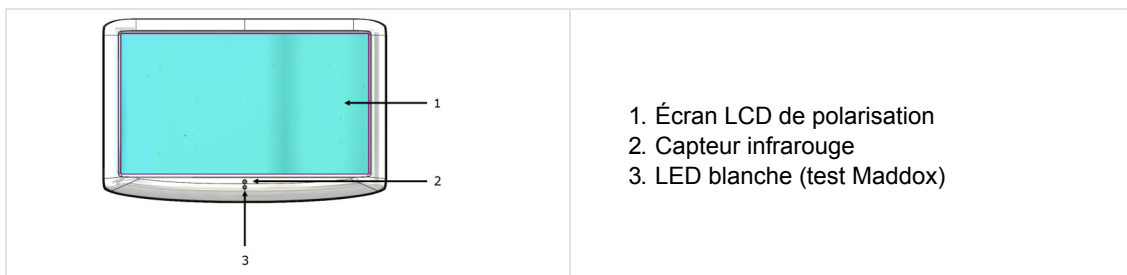 1
2
3
1. Écran LCD de polarisation
2. Capteur infrarouge
3. LED blanche (test Maddox)